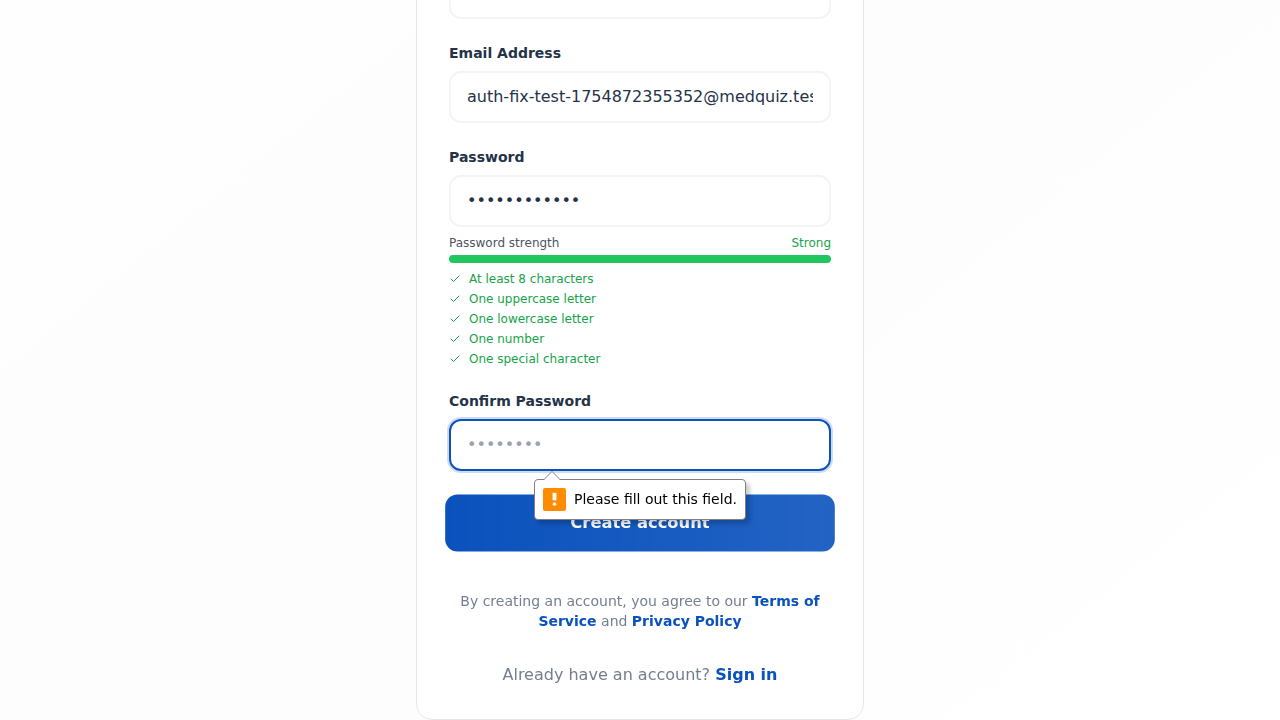 Email Address
auth-fix-test-1754872355352@medquiz.tes
Password
••••••••••••
Password strength Strong
At least 8 characters
One uppercase letter
One lowercase letter
One number
One special character
Confirm Password
••••••••
Please fill out this field.
Create account
By creating an account, you agree to our Terms of
Service and Privacy Policy
Already have an account? Sign in